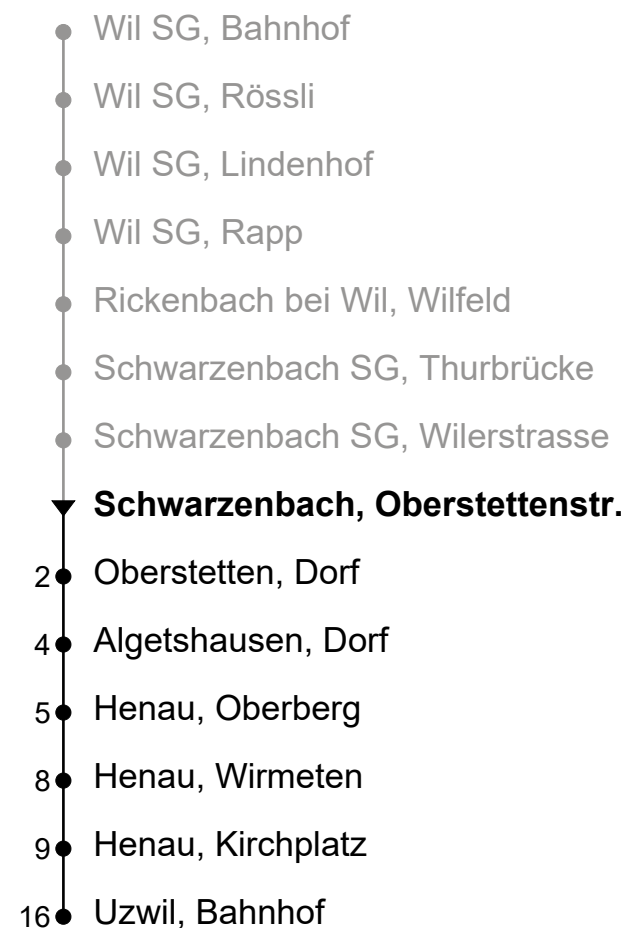 Wil SG, Bahnhof
Wil SG, Rössli
Wil SG, Lindenhof
Wil SG, Rapp
Rickenbach bei Wil, Wilfeld
Schwarzenbach SG, Thurbrücke
Schwarzenbach SG, Wilerstrasse
Schwarzenbach, Oberstettenstr.
2 Oberstetten, Dorf
4 Algetshausen, Dorf
5 Henau, Oberberg
8 Henau, Wirmeten
9 Henau, Kirchplatz
16 Uzwil, Bahnhof